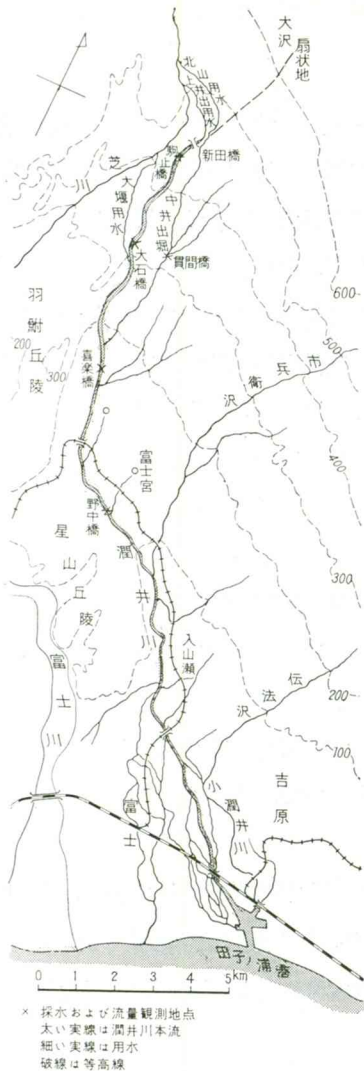 大沢
扇状地
北山用水
上井出用水
芝川
駒止橋
新田橋
大堰用水
中井出堀
大石橋
貫間橋
羽鮒丘陵
600
500
200
300
喜楽橋
沢衛兵市
400
富士宮
野中橋
星山丘陵
潤井川
300
入山瀬
富士川
沢法伝
200
100
小潤井川
吉原
富士
田子ノ浦港
0 1 2 3 4 5
km
× 採水および流量観測地点
太い実線は潤井川本流
細い実線は用水
破線は等高線